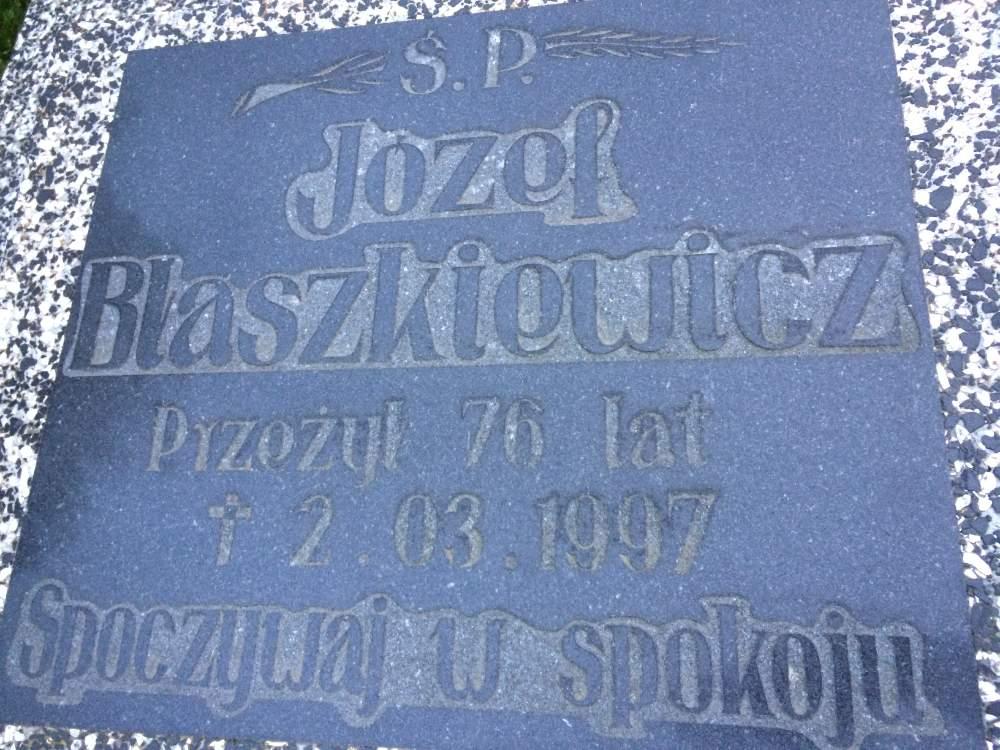 Ś.P.
Józef
Błaszkiewicz
Przeżył 76 lat
† 2.03.1997
Spoczywaj w spokoju